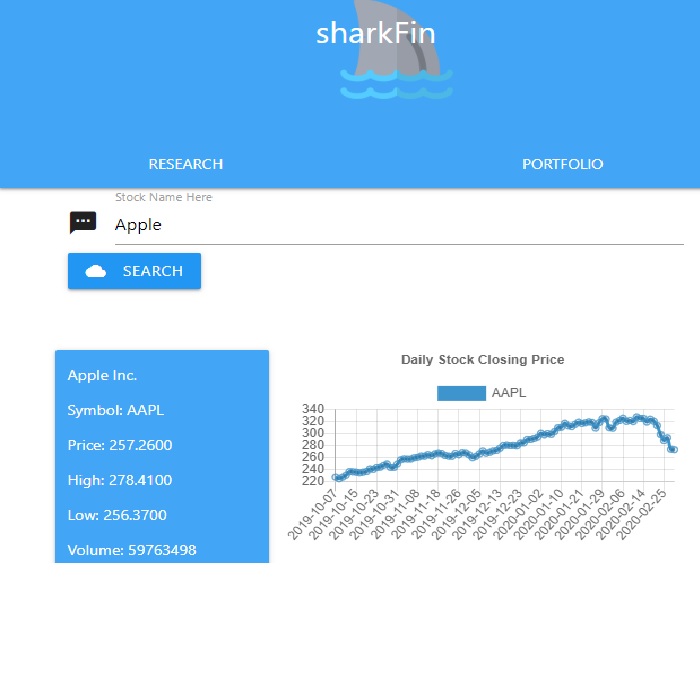 sharkFin
RESEARCH
PORTFOLIO
Stock Name Here
Apple
SEARCH
Apple Inc.
Symbol: AAPL
Price: 257.2600
High: 278.4100
Low: 256.3700
Volume: 59763498
Daily Stock Closing Price
AAPL
340
320
300
280
260
240
220
2019-10-07
2019-10-15
2019-10-23
2019-10-31
2019-11-08
2019-11-18
2019-11-26
2019-12-05
2019-12-13
2019-12-23
2020-01-02
2020-01-10
2020-01-21
2020-01-29
2020-02-06
2020-02-14
2020-02-25